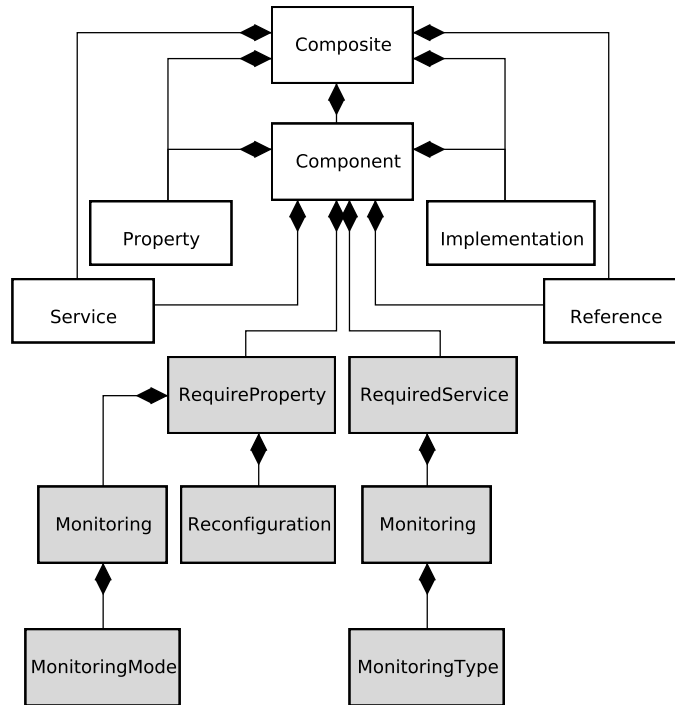 Composite
Component
Property
Implementation
Service
Reference
RequireProperty
RequiredService
Monitoring
Reconfiguration
Monitoring
MonitoringMode
MonitoringType